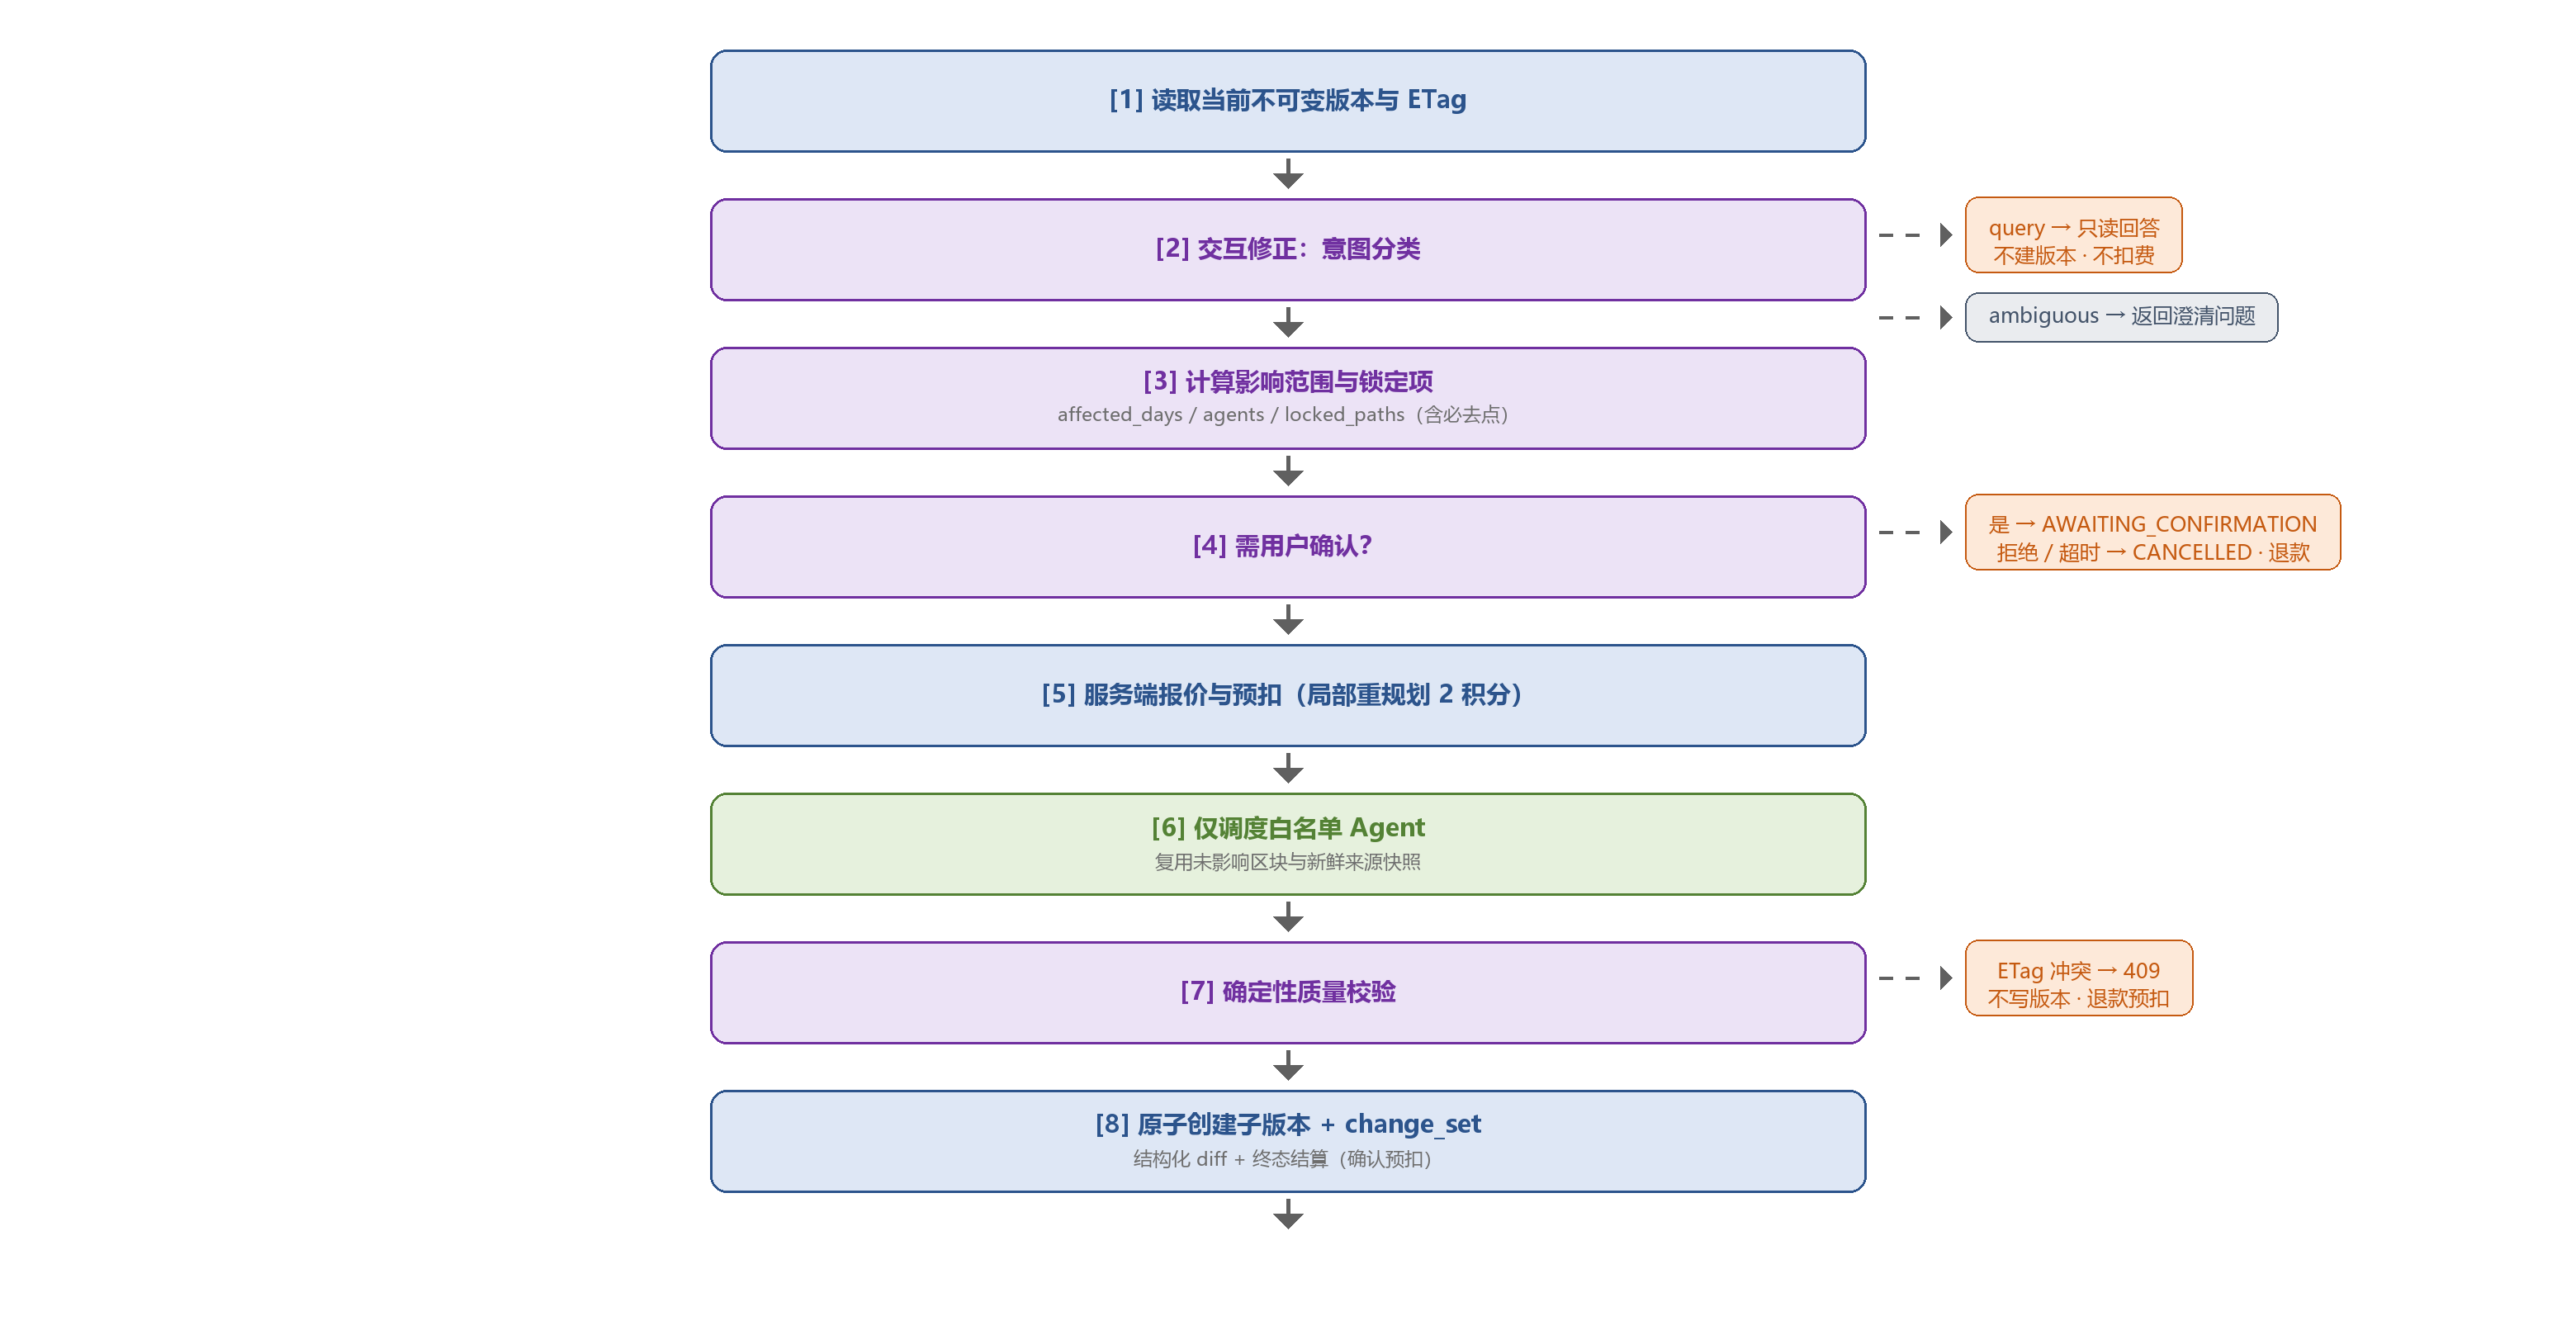 [1] 读取当前不可变版本与 ETag
[2] 交互修正：意图分类
query → 只读回答
不建版本 · 不扣费
ambiguous → 返回澄清问题
[3] 计算影响范围与锁定项
affected_days / agents / locked_paths（含必去点）
[4] 需用户确认？
是 → AWAITING_CONFIRMATION
拒绝 / 超时 → CANCELLED · 退款
[5] 服务端报价与预扣（局部重规划 2 积分）
[6] 仅调度白名单 Agent
复用未影响区块与新鲜来源快照
[7] 确定性质量校验
ETag 冲突 → 409
不写版本 · 退款预扣
[8] 原子创建子版本 + change_set
结构化 diff + 终态结算（确认预扣）